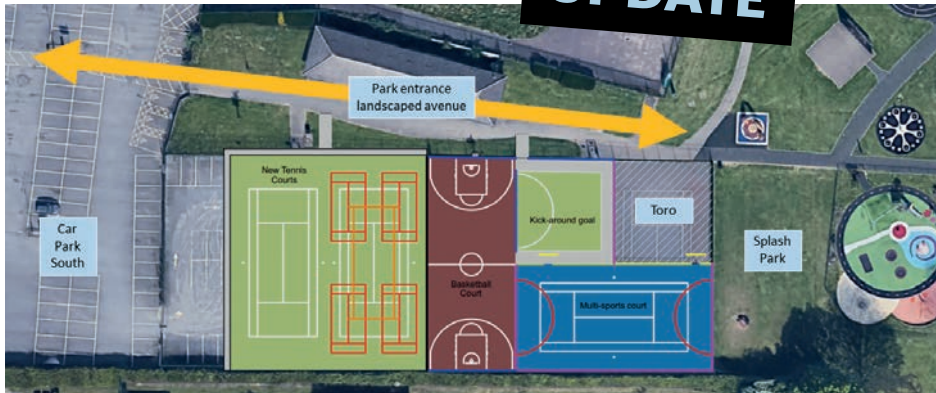 UPDATE
Park entrance
landscaped avenue
New Tennis
Courts
Car
Park
South
Kick-around goal
Toro
Splash
Park
Basketball
Court
Multi-sports court